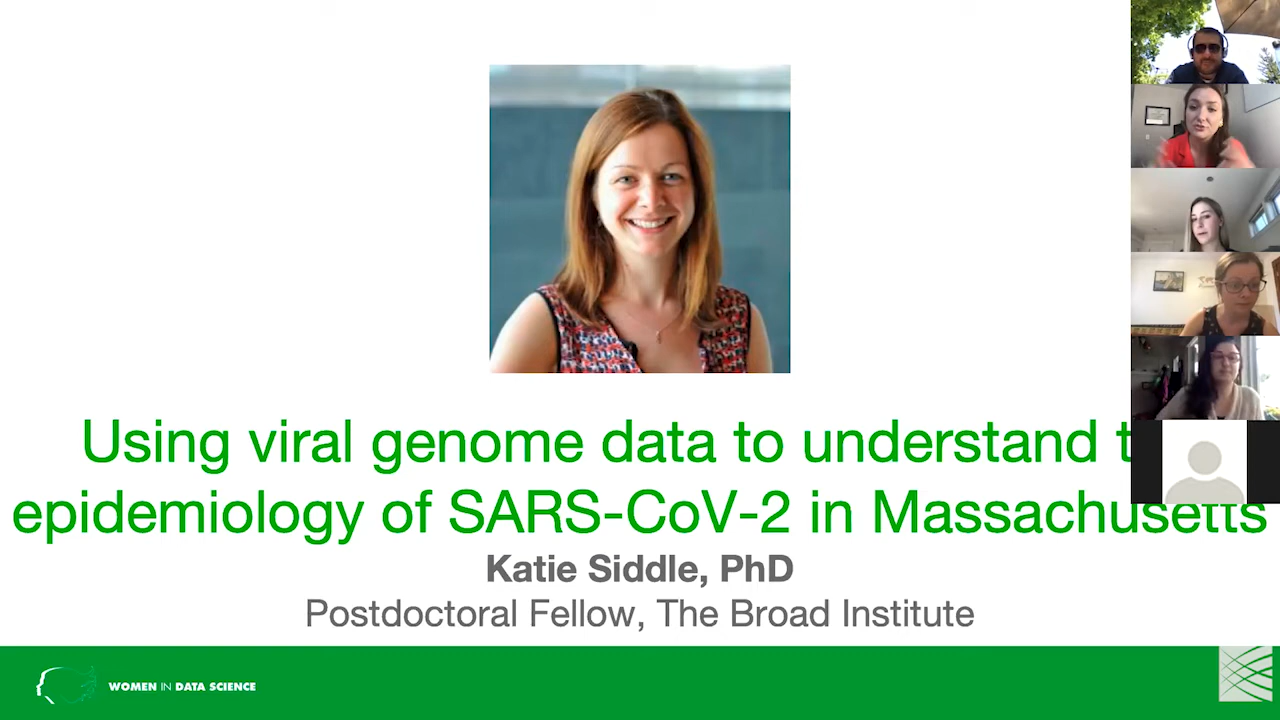 Using viral genome data to understand t
epidemiology of SARS-CoV-2 in Massachusetts
Katie Siddle, PhD
Postdoctoral Fellow, The Broad Institute
WOMEN IN DATA SCIENCE